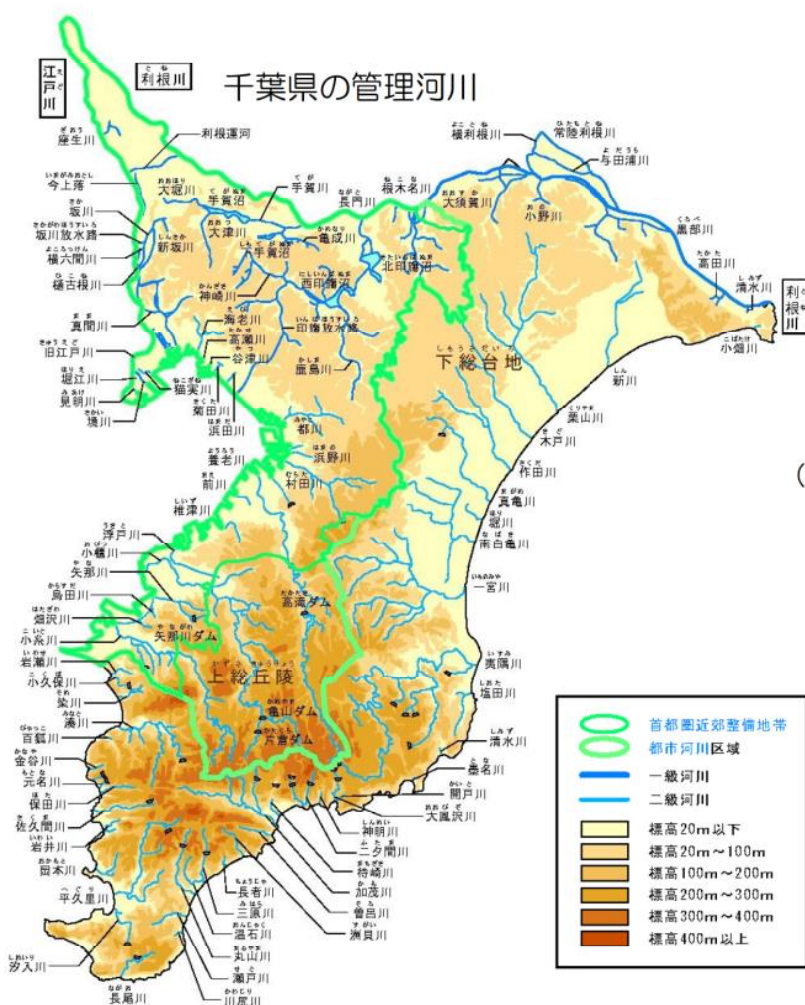 千葉県の管理河川
江戸川
利根川
座生川
利根運河
今上落
大堀川
手賀沼
手賀川
長門川
根木名川
横利根川
常陸利根川
与田浦川
大須賀川
小野川
黒部川
高田川
清水川
利根川
小畑川
坂川
坂川放水路
新坂川
横六間川
樋古根川
大津川
下手賀沼
亀成川
神崎川
西印旛沼
北印旛沼
真間川
海老川
印旛放水路
旧江戸川
高瀬川
谷津川
鹿島川
下総台地
堀江川
見明川
境川
猫実川
菊田川
浜田川
都川
新川
栗山川
木戸川
作田川
真亀川
堀川
南白亀川
一宮川
養老川
浜野川
前川
村田川
椎津川
浮戸川
小櫃川
矢那川
烏田川
畑沢川
矢那川ダム
高滝ダム
小糸川
岩瀬川
上総丘陵
小久保川
染川
湊川
亀山ダム
片倉ダム
夷隅川
塩田川
清水川
百目川
金谷川
元名川
保田川
佐久間川
岩井川
岡本川
平久里川
墨名川
開戸川
大風沢川
神明川
二夕間川
待崎川
加茂川
曽呂川
洲貝川
長者川
三原川
温石川
丸山川
瀬戸川
川尻川
汐入川
長尾川
首都圏近郊整備地帯
都市河川区域
一級河川
二級河川
標高20m以下
標高20m~100m
標高100m~200m
標高200m~300m
標高300m~400m
標高400m以上